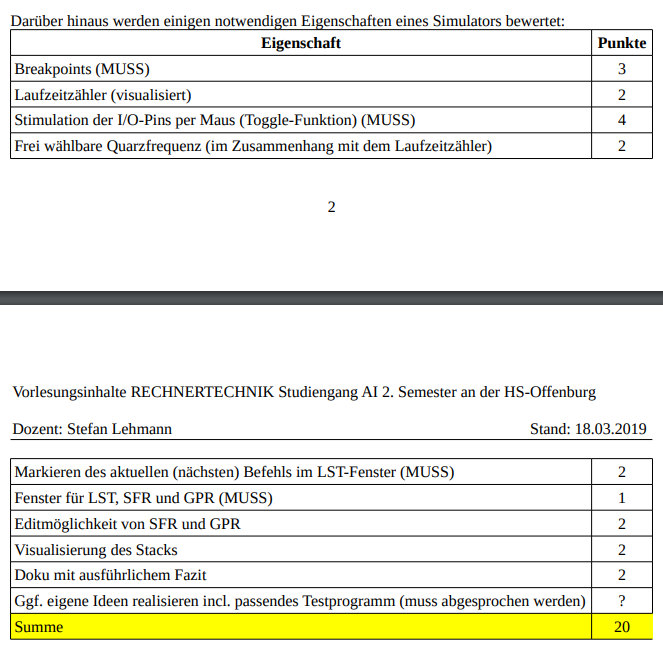 Darüber hinaus werden einigen notwendigen Eigenschaften eines Simulators bewertet:
Eigenschaft Punkte
Breakpoints (MUSS) 3
Laufzeitzähler (visualisiert) 2
Stimulation der I/O-Pins per Maus (Toggle-Funktion) (MUSS) 4
Frei wählbare Quarzfrequenz (im Zusammenhang mit dem Laufzeitzähler) 2
2
Vorlesungsinhalte RECHNERTECHNIK Studiengang AI 2. Semester an der HS-Offenburg
Dozent: Stefan Lehmann Stand: 18.03.2019
Markieren des aktuellen (nächsten) Befehls im LST-Fenster (MUSS) 2
Fenster für LST, SFR und GPR (MUSS) 1
Editmöglichkeit von SFR und GPR 2
Visualisierung des Stacks 2
Doku mit ausführlichem Fazit 2
Ggf. eigene Ideen realisieren incl. passendes Testprogramm (muss abgesprochen werden) ?
Summe 20